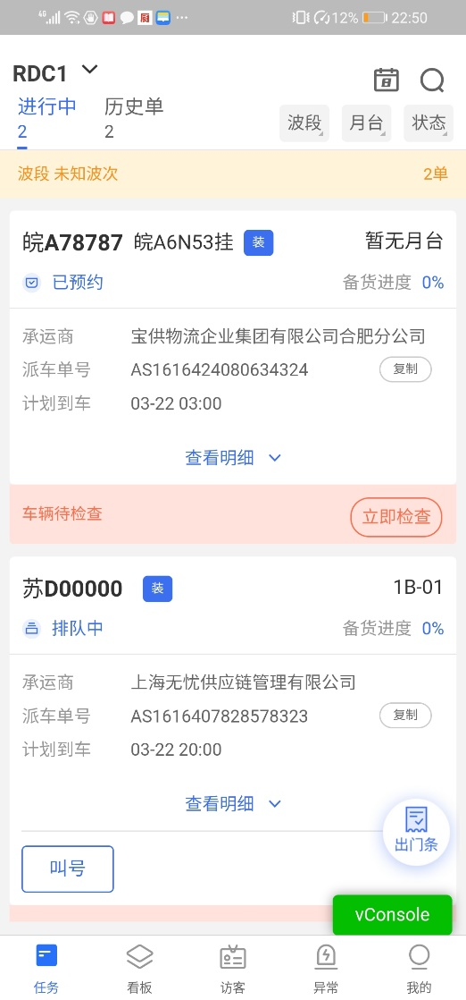 4G 12% 22:50
RDC1
进行中 历史单
2 2
波段 月台 状态
波段 未知波次 2单
皖A78787 皖A6N53挂 装 暂无月台
已预约 备货进度 0%
承运商 宝供物流企业集团有限公司合肥分公司
派车单号 AS1616424080634324 复制
计划到车 03-22 03:00
查看明细
车辆待检查 立即检查
苏D00000 装 1B-01
排队中 备货进度 0%
承运商 上海无忧供应链管理有限公司
派车单号 AS1616407828578323 复制
计划到车 03-22 20:00
查看明细
出门条
叫号
vConsole
任务 看板 访客 异常 我的